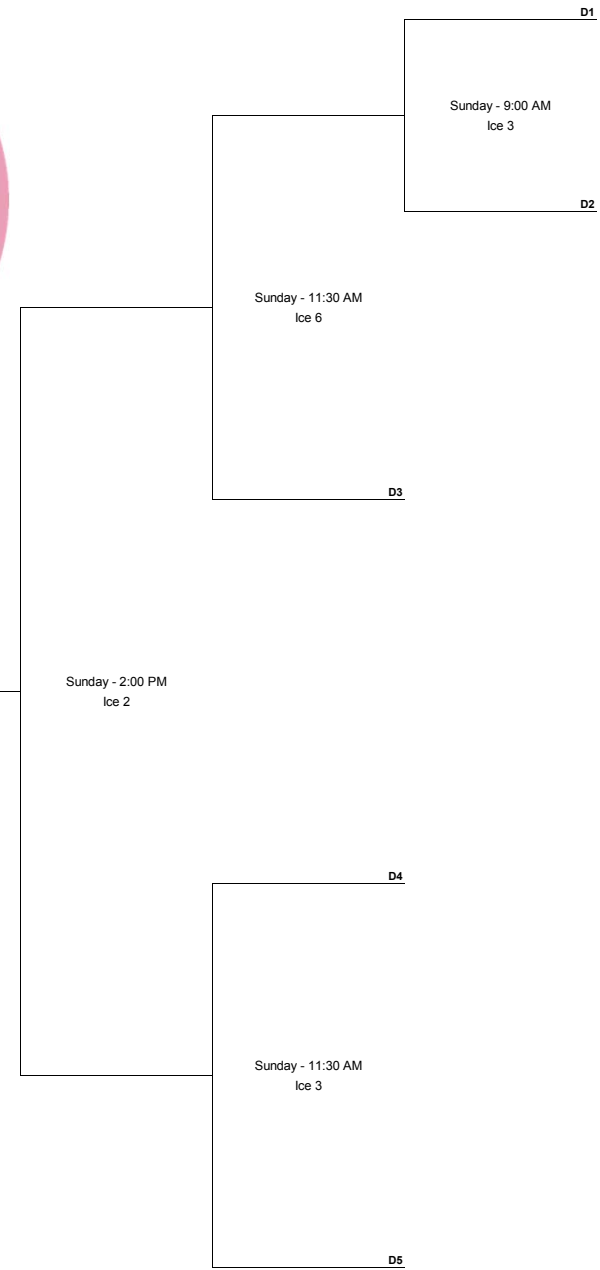 D1
Sunday - 9:00 AM
Ice 3
D2
Sunday - 11:30 AM
Ice 6
D3
Sunday - 2:00 PM
Ice 2
D4
Sunday - 11:30 AM
Ice 3
D5